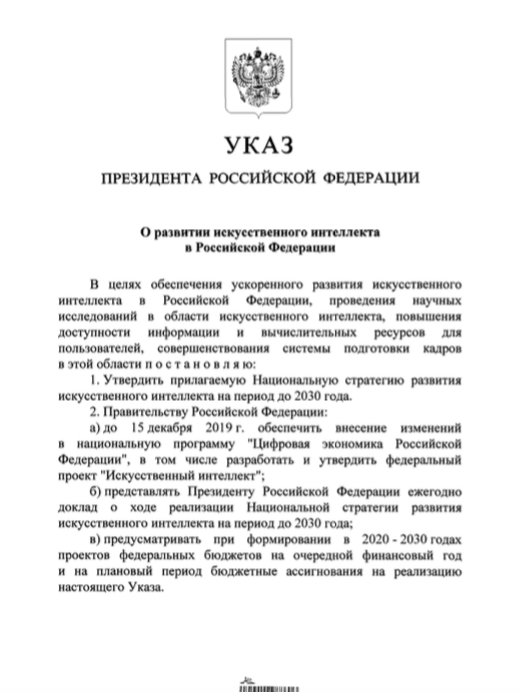 УКАЗ
ПРЕЗИДЕНТА РОССИЙСКОЙ ФЕДЕРАЦИИ
О развитии искусственного интеллекта
в Российской Федерации
В целях обеспечения ускоренного развития искусственного
интеллекта в Российской Федерации, проведения научных
исследований в области искусственного интеллекта, повышения
доступности информации и вычислительных ресурсов для
пользователей, совершенствования системы подготовки кадров
в этой области п о с т а н о в л я ю:
1. Утвердить прилагаемую Национальную стратегию развития
искусственного интеллекта на период до 2030 года.
2. Правительству Российской Федерации:
а) до 15 декабря 2019 г. обеспечить внесение изменений
в национальную программу "Цифровая экономика Российской
Федерации", в том числе разработать и утвердить федеральный
проект "Искусственный интеллект";
б) представлять Президенту Российской Федерации ежегодно
доклад о ходе реализации Национальной стратегии развития
искусственного интеллекта на период до 2030 года;
в) предусматривать при формировании в 2020 - 2030 годах
проектов федеральных бюджетов на очередной финансовый год
и на плановый период бюджетные ассигнования на реализацию
настоящего Указа.